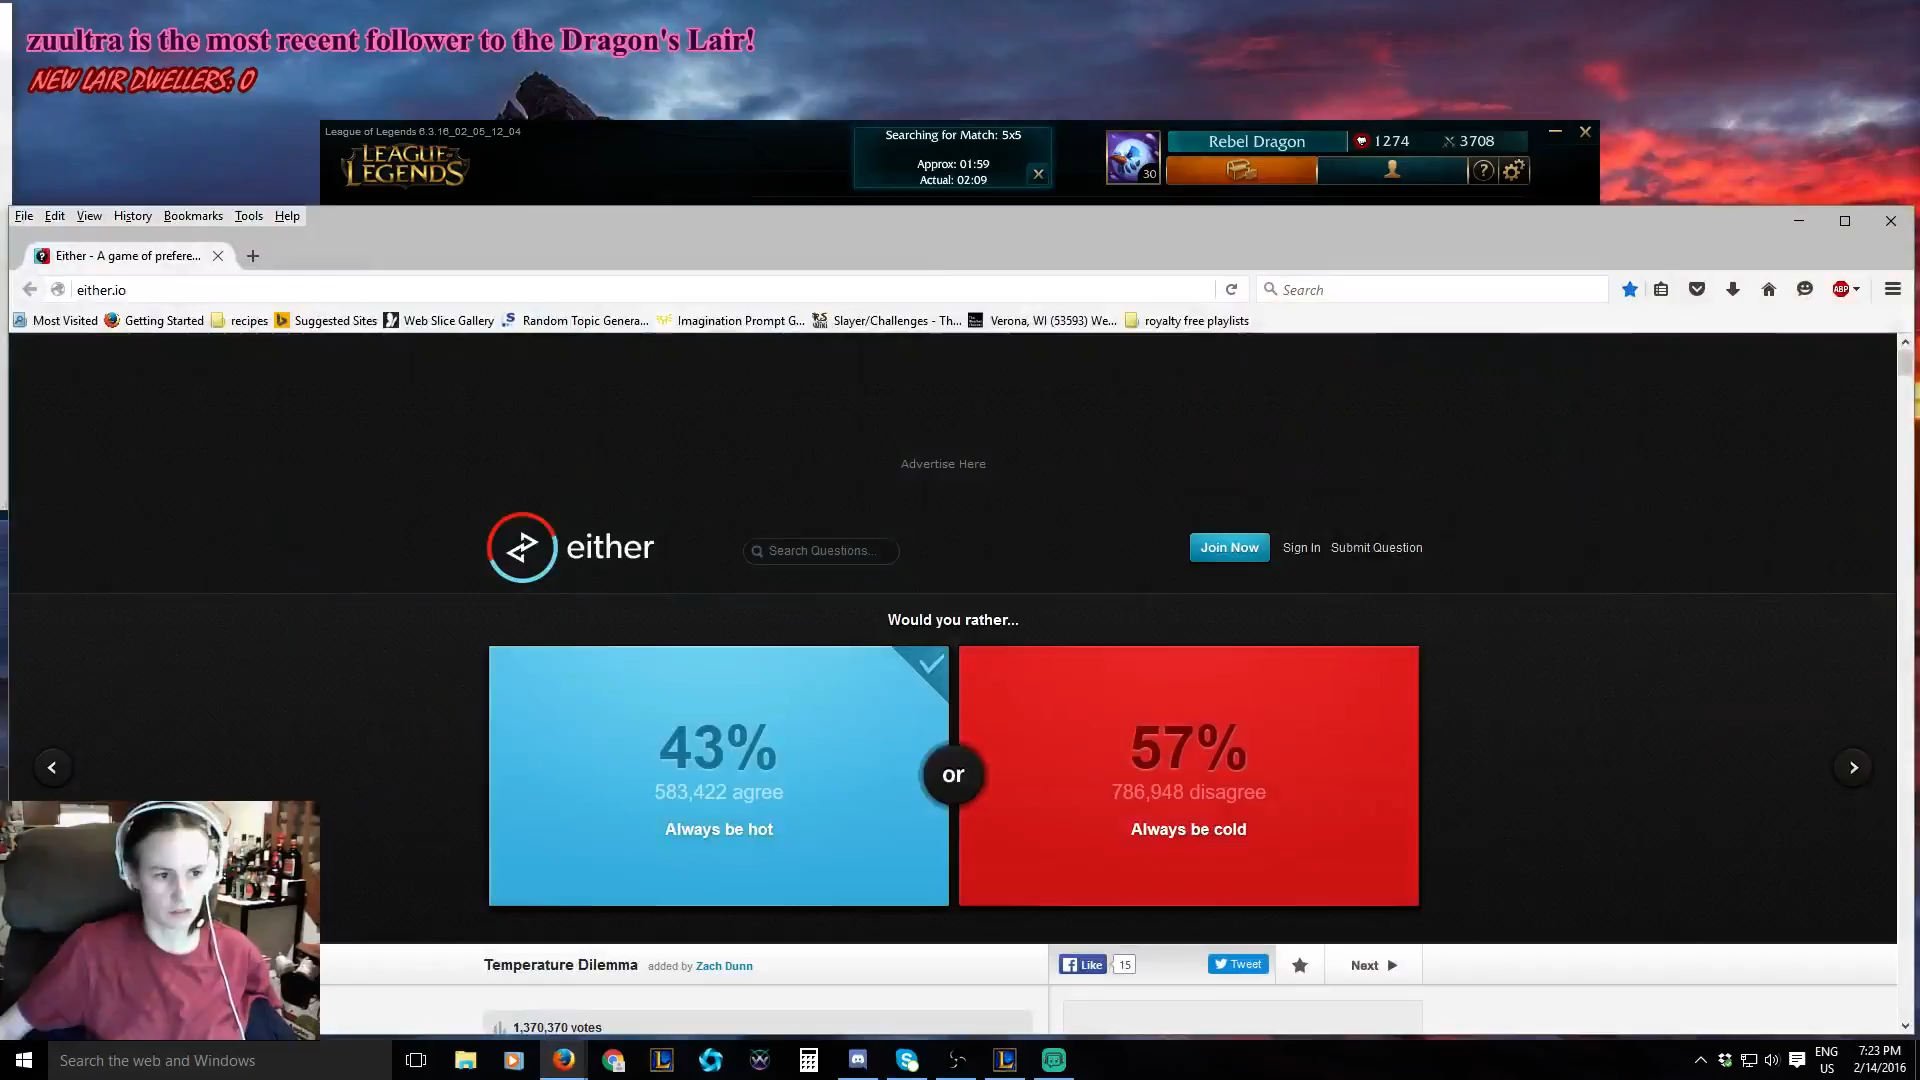 zuultra is the most recent follower to the Dragon's Lair!
NEW LAIR DWELLERS: 0
League of Legends 6.3.16_02_05_12_04
LEAGUE OF LEGENDS
Searching for Match: 5x5
Approx: 01:59
Actual: 02:09
30
Rebel Dragon
1274
3708
?
File Edit View History Bookmarks Tools Help
Either - A game of prefere...
either.io
Search
ABP
Most Visited Getting Started recipes Suggested Sites Web Slice Gallery Random Topic Genera... Imagination Prompt G... Slayer/Challenges - Th... Verona, WI (53593) We... royalty free playlists
Advertise Here
either
Search Questions...
Join Now Sign In Submit Question
Would you rather...
43%
583,422 agree
Always be hot
or
57%
786,948 disagree
Always be cold
Temperature Dilemma added by Zach Dunn
Like 15
Tweet
Next
1,370,370 votes
Search the web and Windows
ENG
US
7:23 PM
2/14/2016